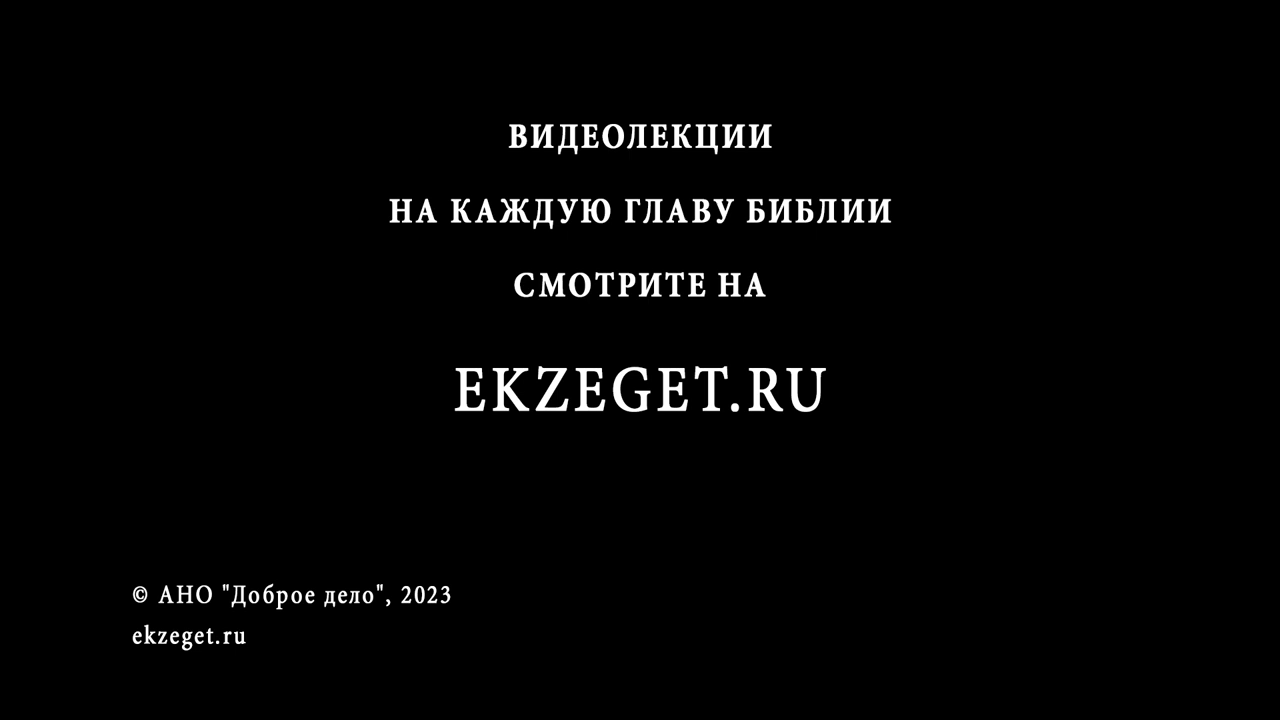 ВИДЕОЛЕКЦИИ
НА КАЖДУЮ ГЛАВУ БИБЛИИ
СМОТРИТЕ НА
EKZEGET.RU
© АНО "Доброе дело", 2023
ekzeget.ru